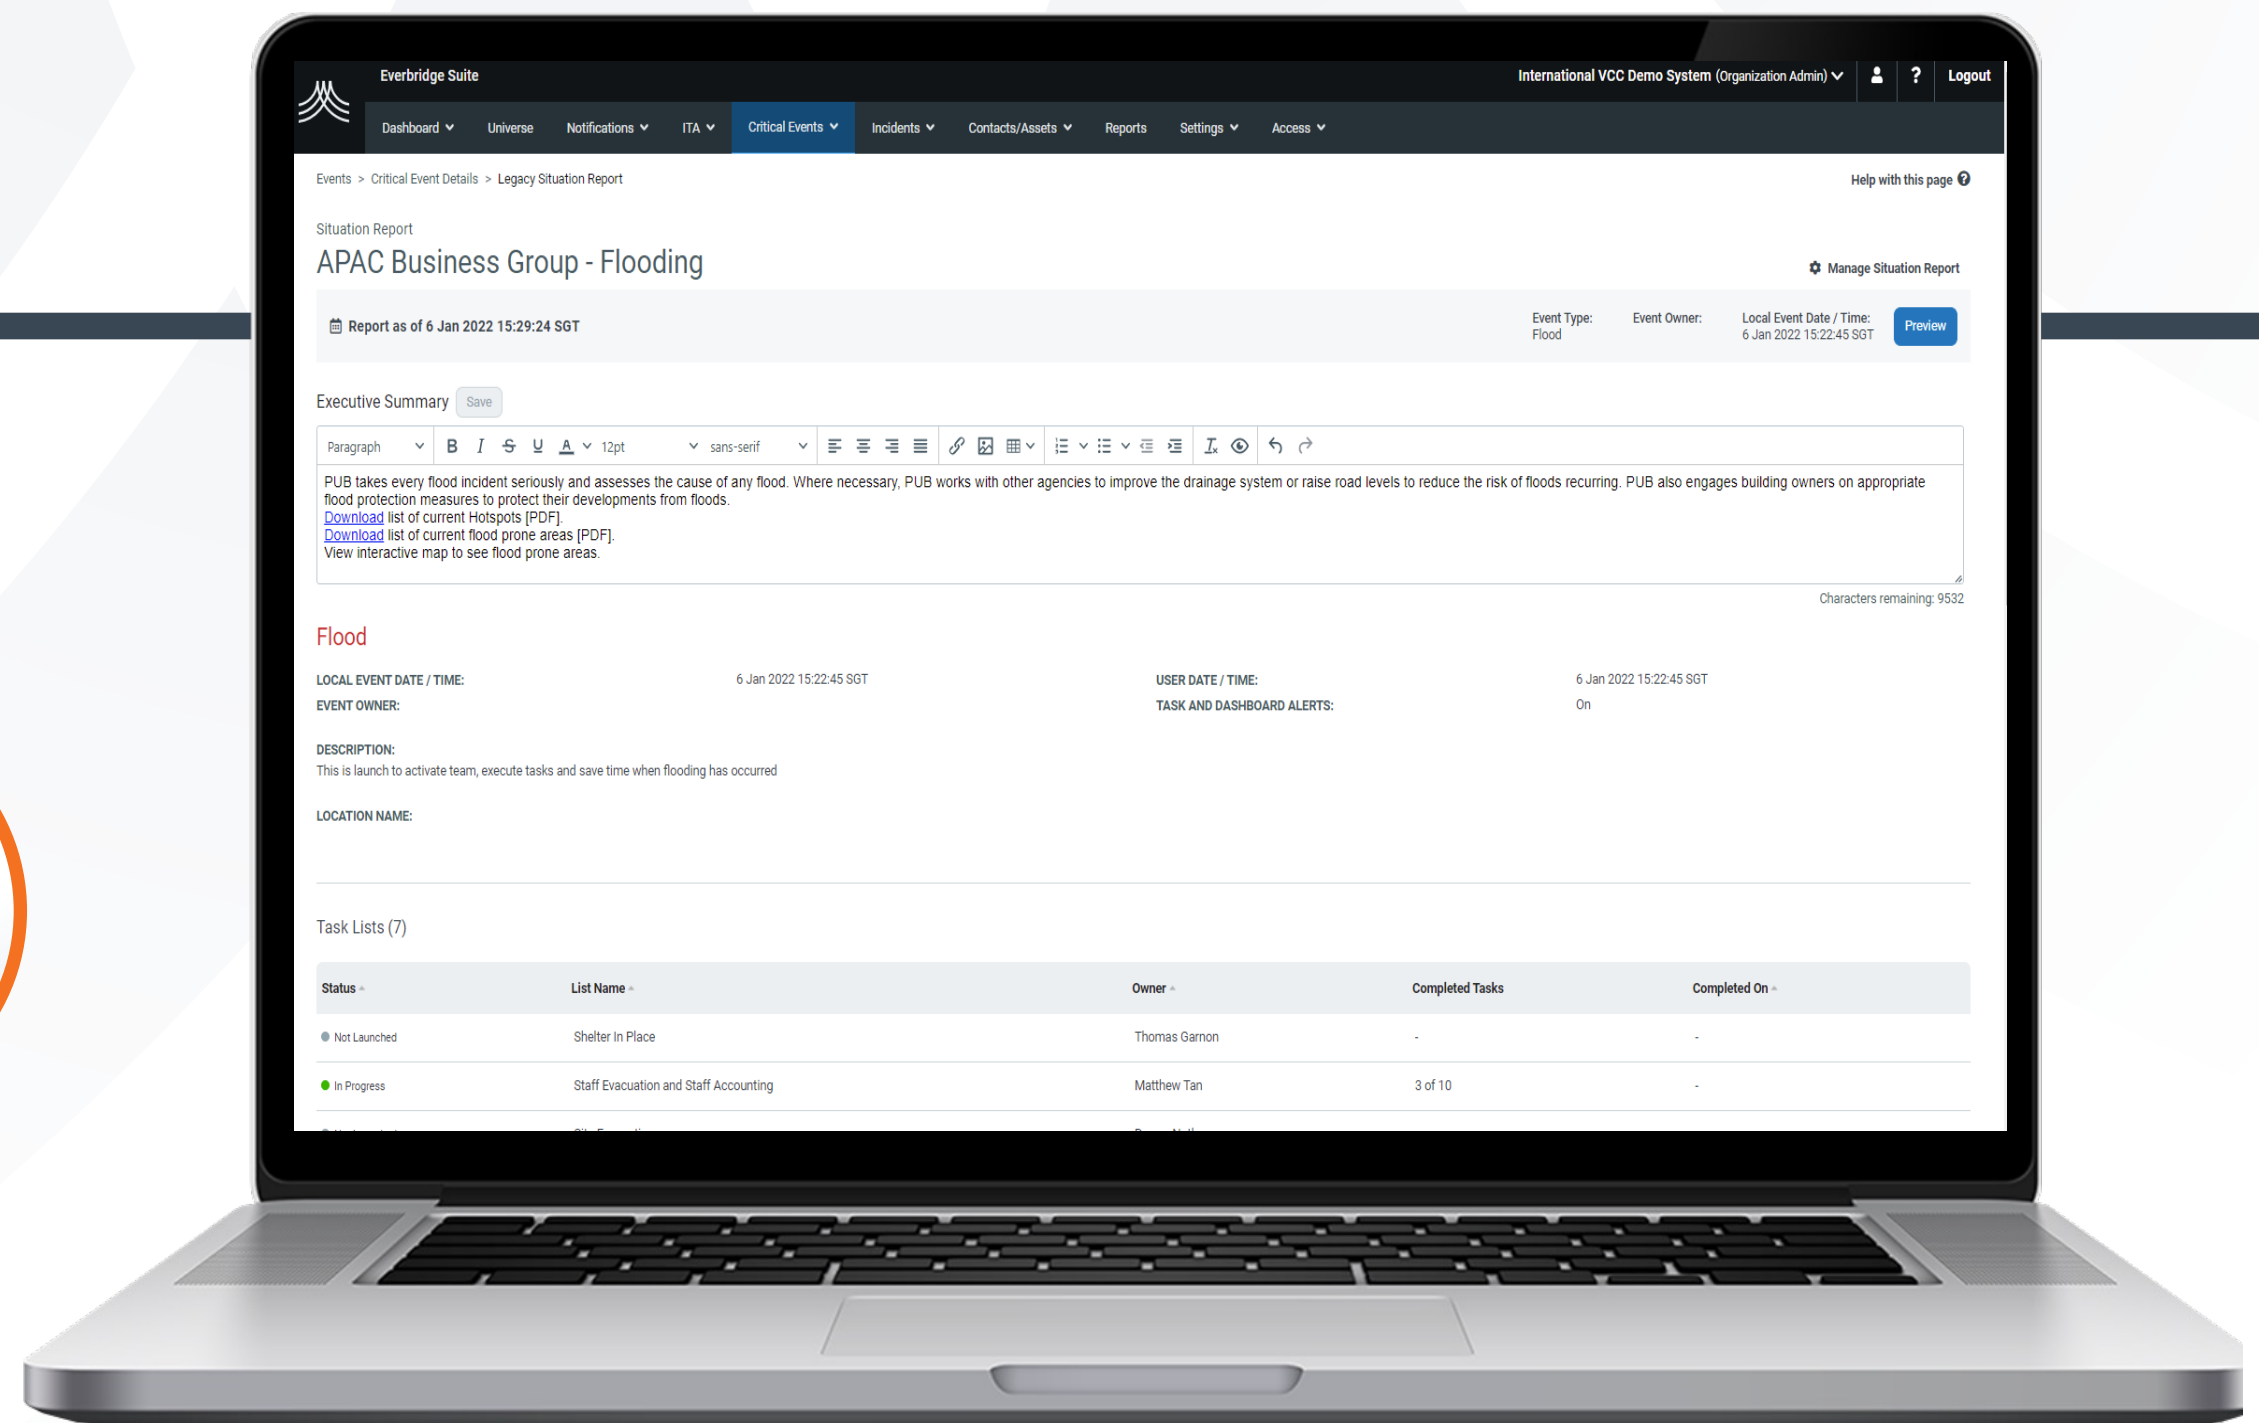 Everbridge Suite
International VCC Demo System (Organization Admin)
? Logout
Dashboard Universe Notifications ITA Critical Events Incidents Contacts/Assets Reports Settings Access
Events > Critical Event Details > Legacy Situation Report
Help with this page ?
Situation Report
APAC Business Group - Flooding
Manage Situation Report
Report as of 6 Jan 2022 15:29:24 SGT
Event Type:
Flood
Event Owner:
Local Event Date / Time:
6 Jan 2022 15:22:45 SGT
Preview
Executive Summary Save
Paragraph B I S U A 12pt sans-serif
PUB takes every flood incident seriously and assesses the cause of any flood. Where necessary, PUB works with other agencies to improve the drainage system or raise road levels to reduce the risk of floods recurring. PUB also engages building owners on appropriate
flood protection measures to protect their developments from floods.
Download list of current Hotspots [PDF].
Download list of current flood prone areas [PDF].
View interactive map to see flood prone areas.
Characters remaining: 9532
Flood
LOCAL EVENT DATE / TIME: 6 Jan 2022 15:22:45 SGT USER DATE / TIME: 6 Jan 2022 15:22:45 SGT
EVENT OWNER: TASK AND DASHBOARD ALERTS: On
DESCRIPTION:
This is launch to activate team, execute tasks and save time when flooding has occurred
LOCATION NAME:
Task Lists (7)
Status List Name Owner Completed Tasks Completed On
Not Launched Shelter In Place Thomas Garnon - -
In Progress Staff Evacuation and Staff Accounting Matthew Tan 3 of 10 -